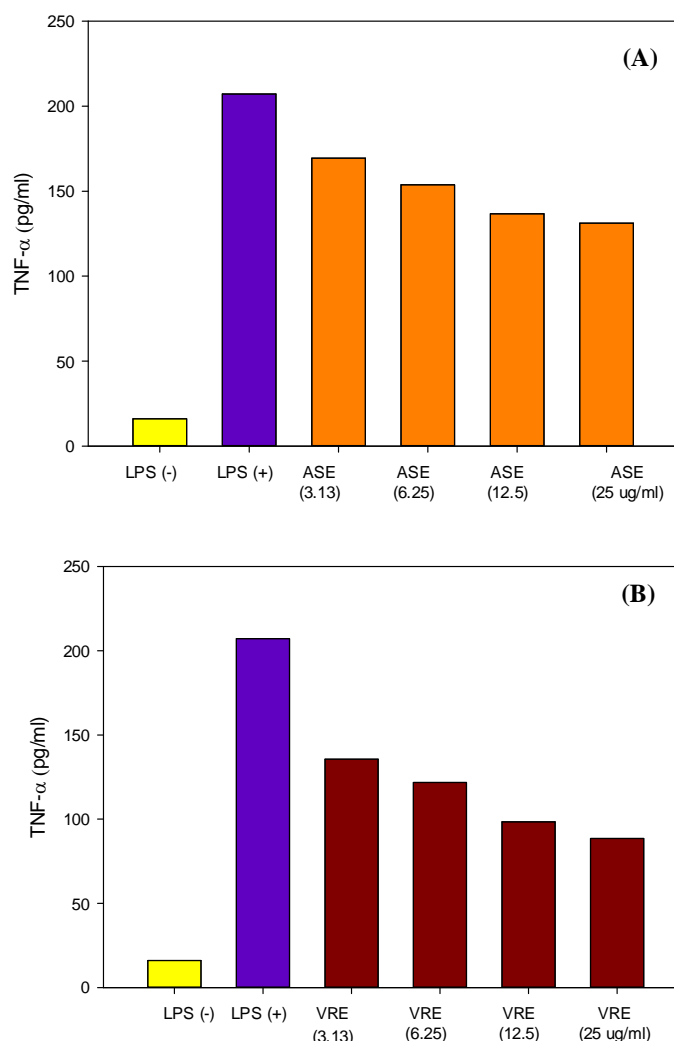 (A)
250
200
150
100
50
0
TNF-α (pg/ml)
LPS (-) LPS (+) ASE ASE ASE ASE
(3.13) (6.25) (12.5) (25 ug/ml)
(B)
250
200
150
100
50
0
TNF-α (pg/ml)
LPS (-) LPS (+) VRE VRE VRE VRE
(3.13) (6.25) (12.5) (25 ug/ml)